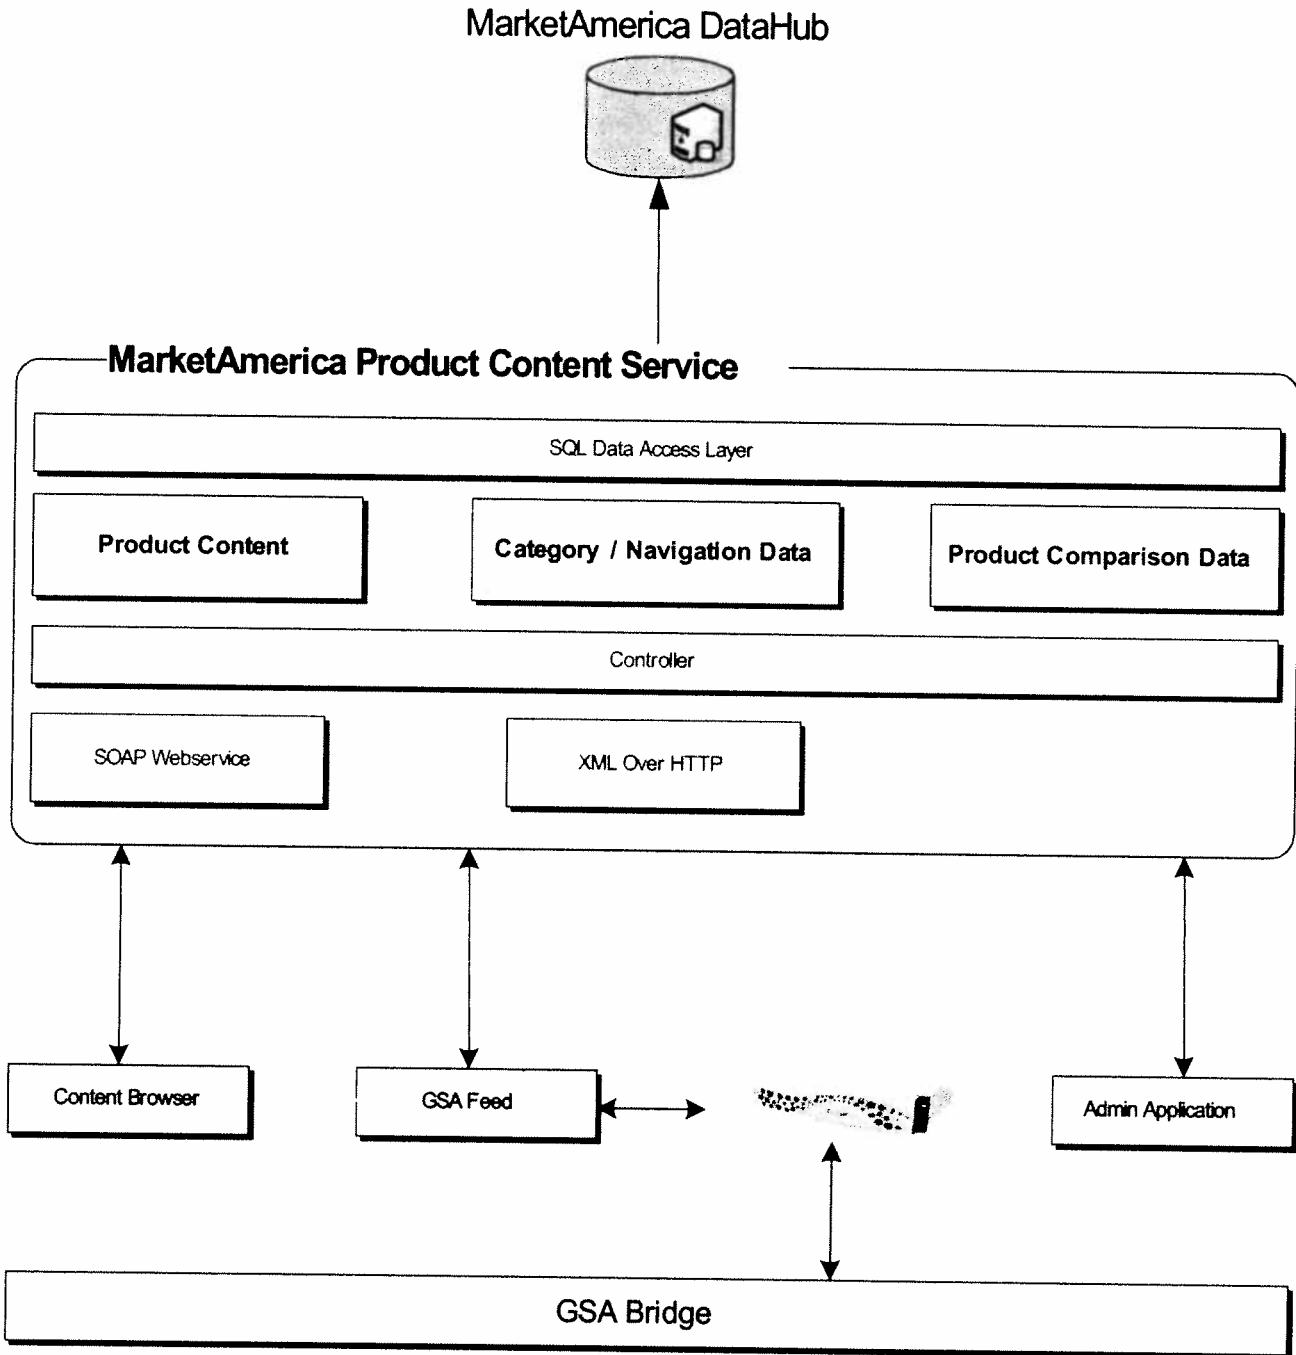 MarketAmerica DataHub
MarketAmerica Product Content Service
SQL Data Access Layer
Product Content
Category / Navigation Data
Product Comparison Data
Controller
SOAP Webservice
XML Over HTTP
Content Browser
GSA Feed
Admin Application
GSA Bridge